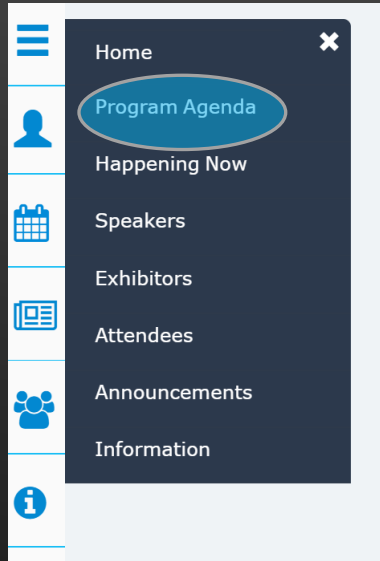 Home
Program Agenda
Happening Now
Speakers
Exhibitors
Attendees
Announcements
Information